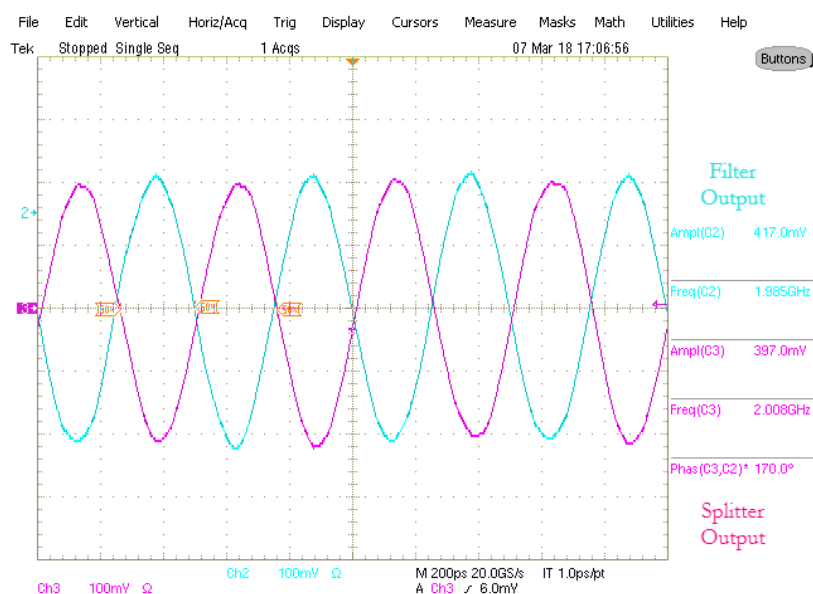 File Edit Vertical Horiz/Acq Trig Display Cursors Measure Masks Math Utilities Help
Tek Stopped Single Seq 1 Acqs 07 Mar 18 17:06:56
Buttons
Filter
Output
2
Ampl(C2) 417.0mV
Freq(C2) 1.985GHz
Ampl(C3) 397.0mV
Freq(C3) 2.008GHz
Phas(C3,C2)* 170.0°
Splitter
Output
Ch2 100mV Ω M 200ps 20.0GS/s IT 1.0ps/pt
Ch3 100mV Ω A Ch3 / 6.0mV